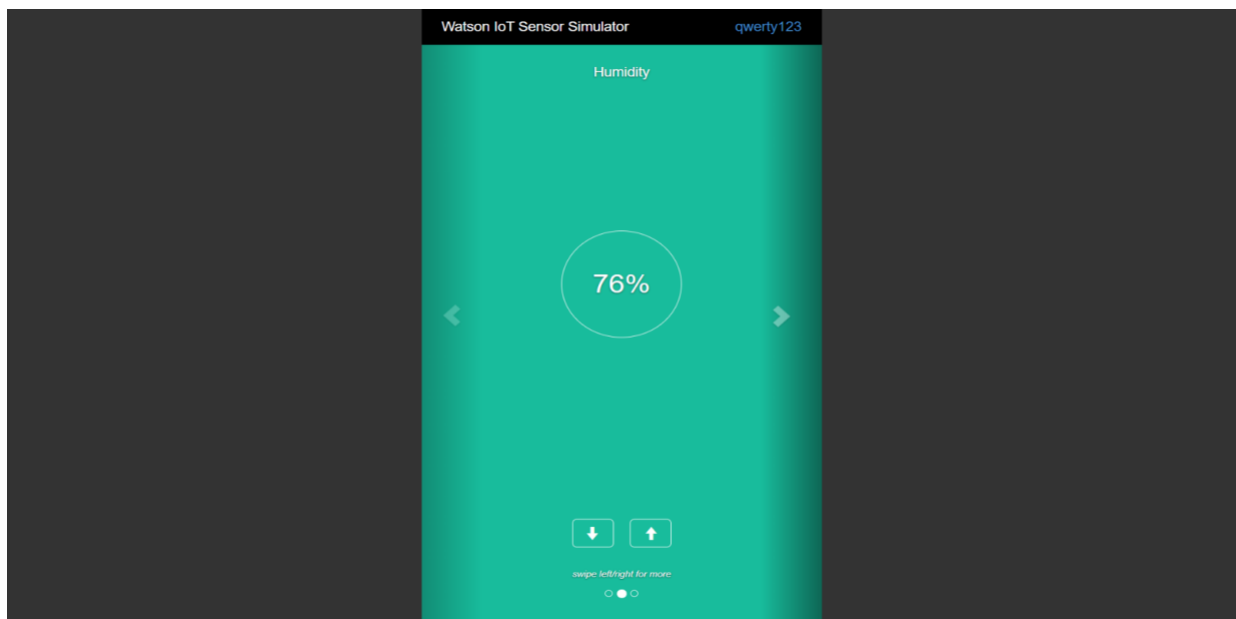 Watson IoT Sensor Simulator qwerty123
Humidity
76%
swipe left/right for more